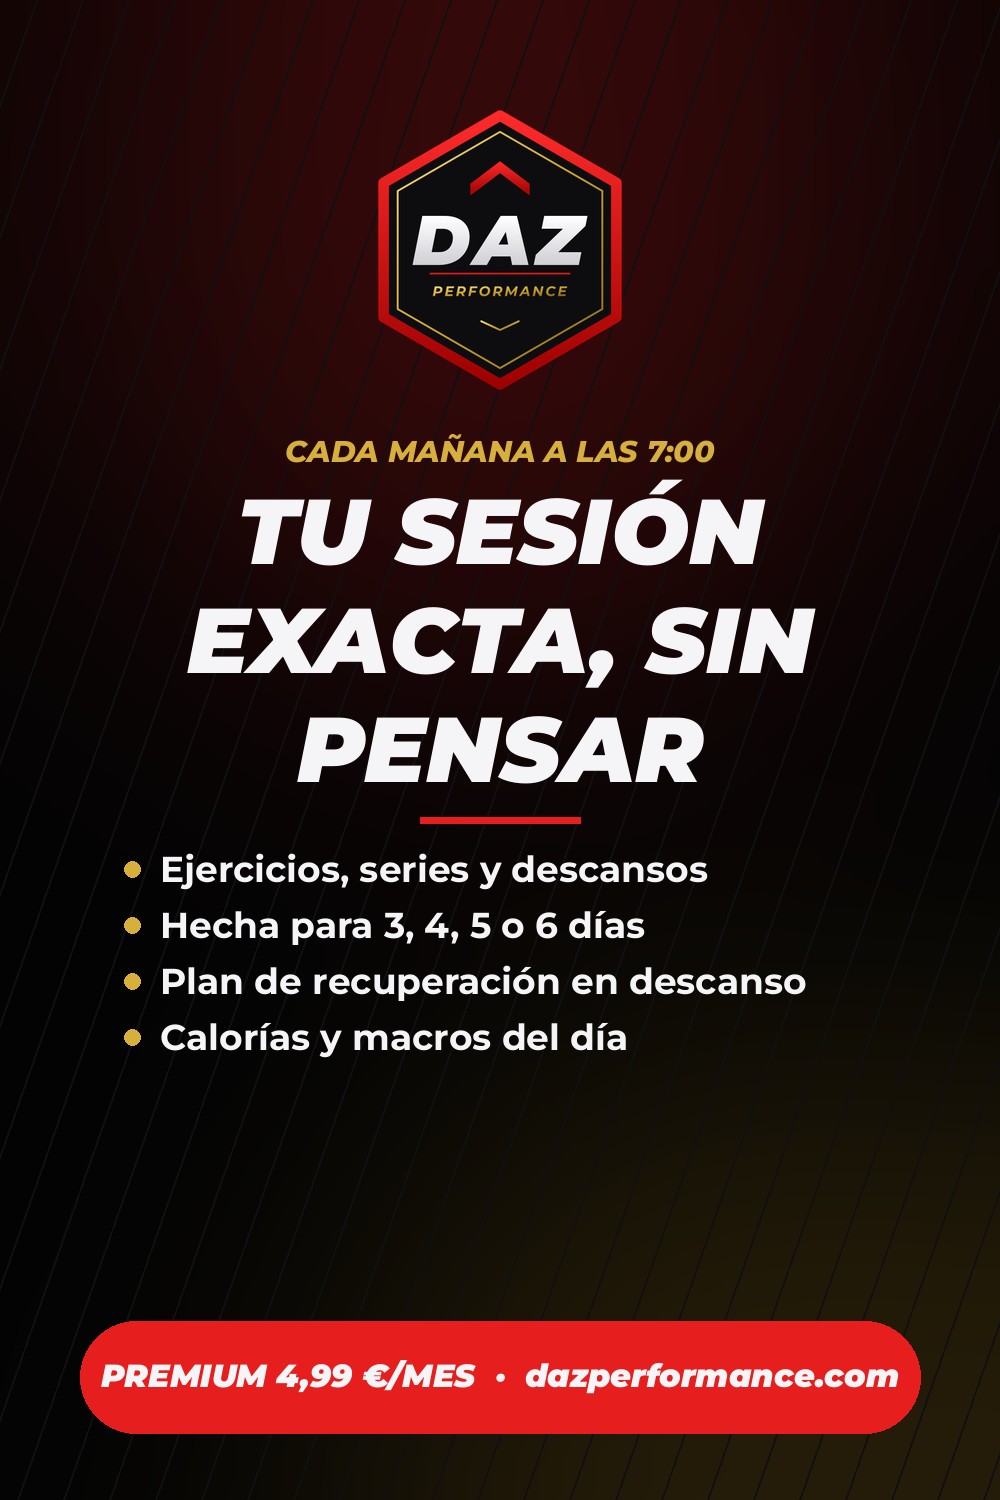 DAZ
PERFORMANCE
CADA MAÑANA A LAS 7:00
TU SESIÓN
EXACTA, SIN
PENSAR
Ejercicios, series y descansos
Hecha para 3, 4, 5 o 6 días
Plan de recuperación en descanso
Calorías y macros del día
PREMIUM 4,99 €/MES • dazperformance.com